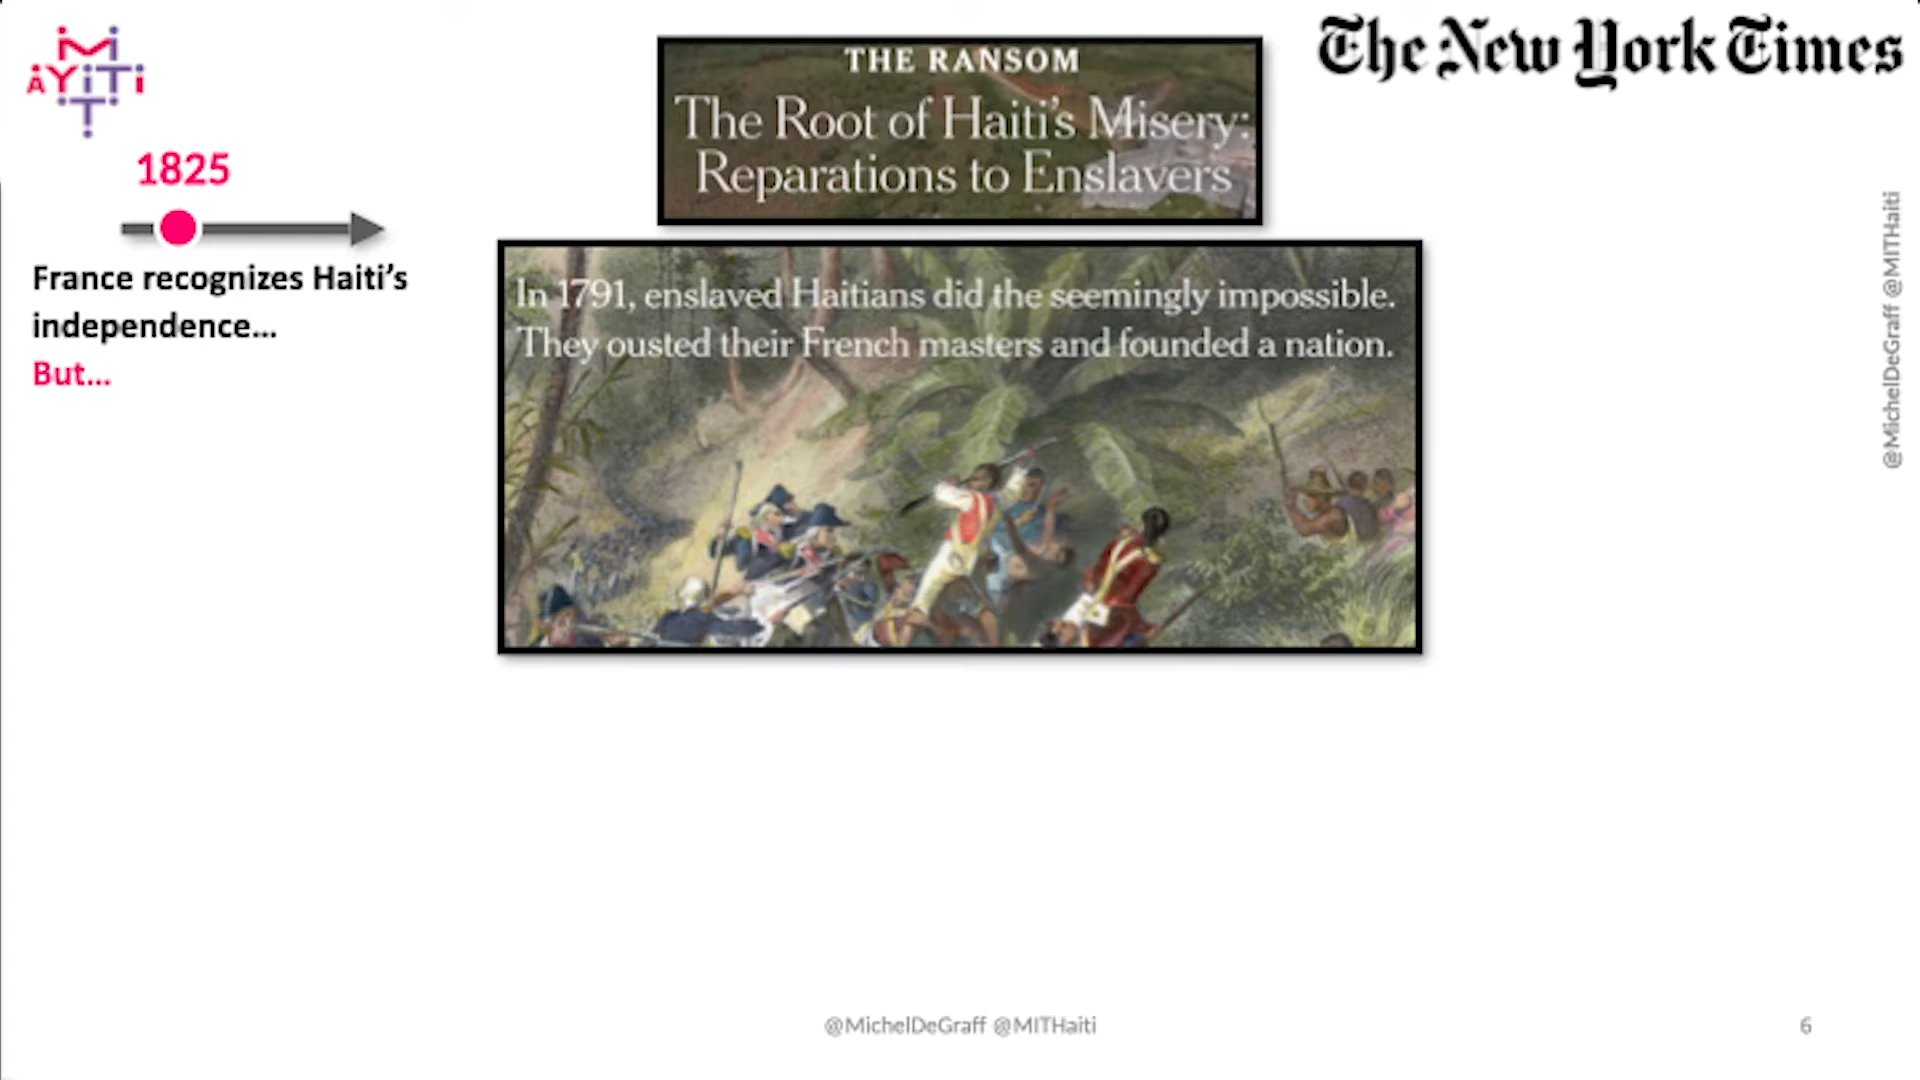 MIT
AYITI
The New York Times
THE RANSOM
The Root of Haiti's Misery:
Reparations to Enslavers
1825
France recognizes Haiti's
independence...
But...
In 1791, enslaved Haitians did the seemingly impossible.
They ousted their French masters and founded a nation.
@MichelDeGraff @MITHaiti
@MichelDeGraff @MITHaiti
6